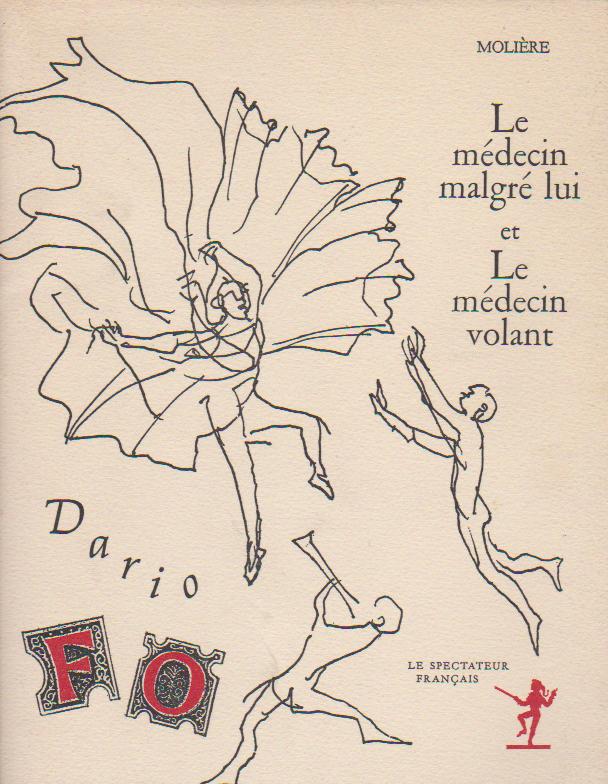 MOLIÈRE
Le
médecin
malgré lui
et
Le
médecin
volant
Dario
FO
LE SPECTATEUR
FRANÇAIS